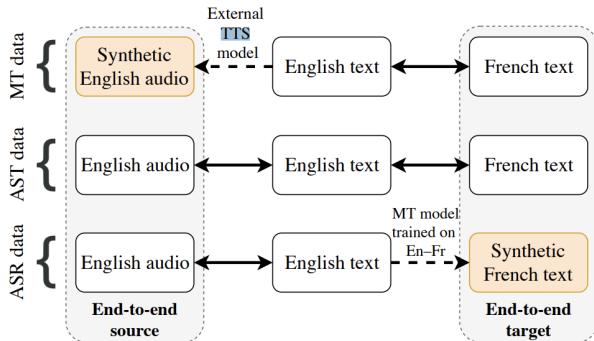 External
TTS
model
MT data
Synthetic
English audio
English text
French text
AST data
English audio
English text
French text
MT model
trained on
En–Fr
ASR data
English audio
English text
Synthetic
French text
End-to-end
source
End-to-end
target